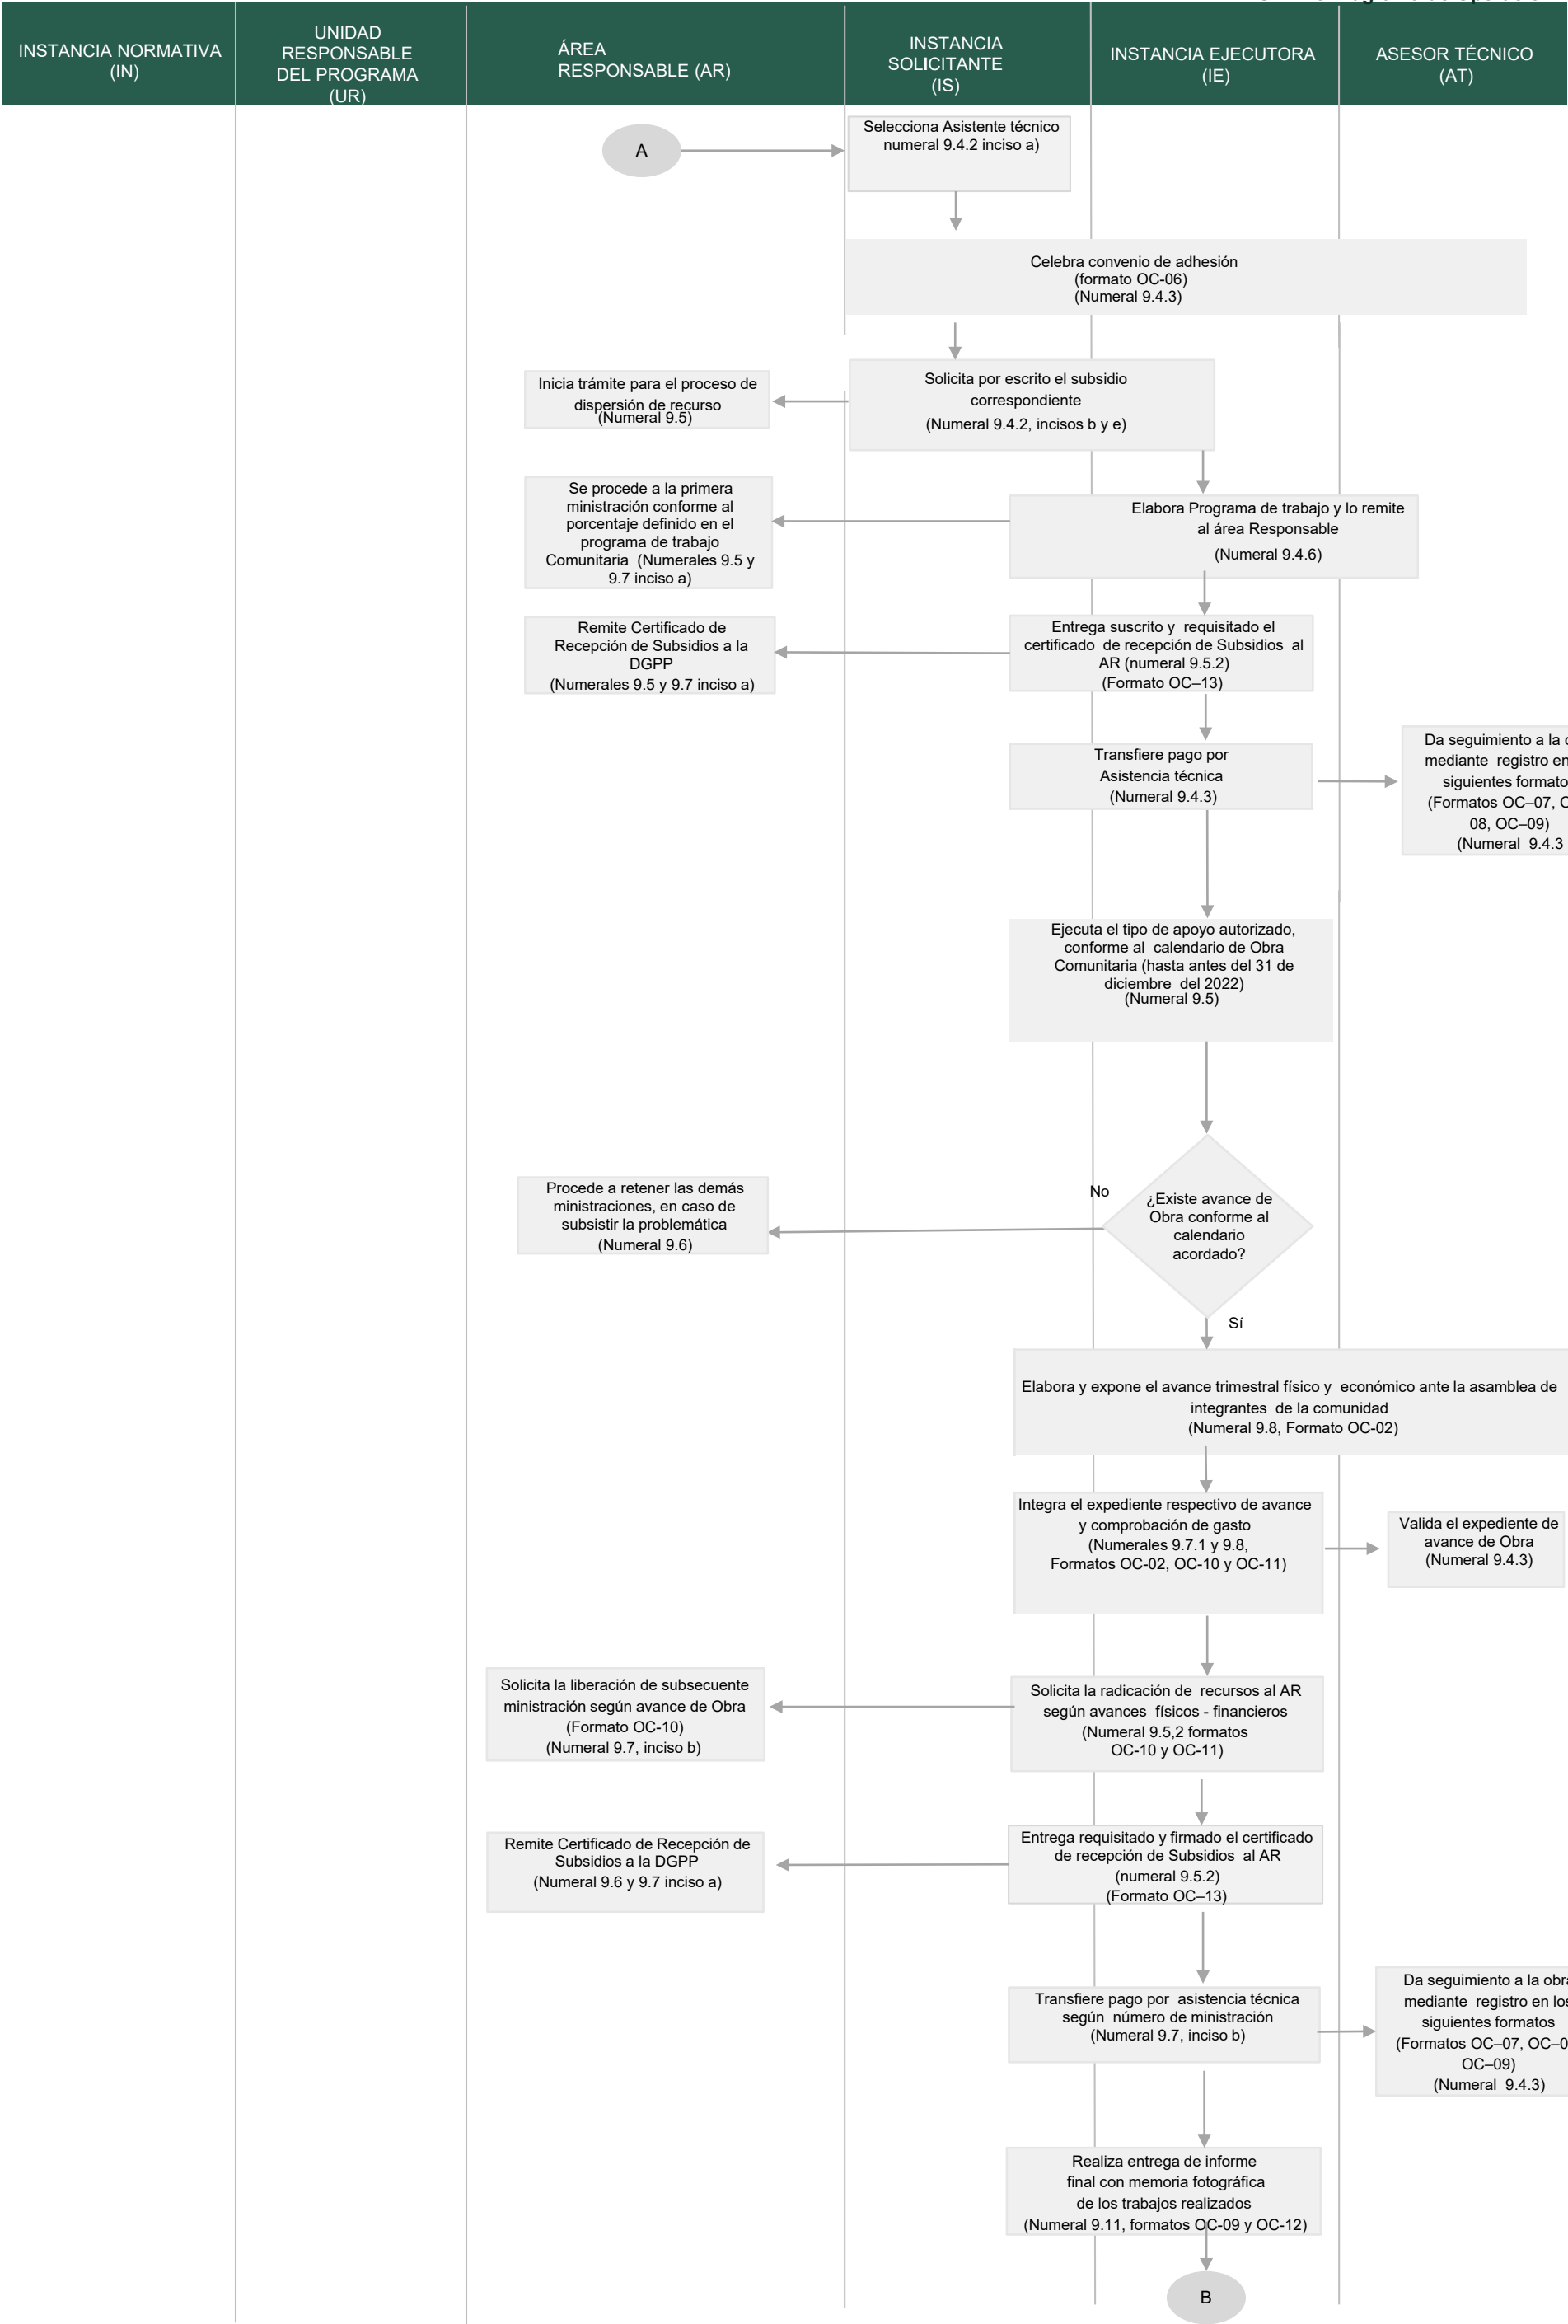 INSTANCIA NORMATIVA
(IN)
UNIDAD
RESPONSABLE
DEL PROGRAMA
(UR)
ÁREA
RESPONSABLE (AR)
INSTANCIA
SOLICITANTE
(IS)
INSTANCIA EJECUTORA
(IE)
ASESOR TÉCNICO
(AT)
A
Selecciona Asistente técnico
numeral 9.4.2 inciso a)
Celebra convenio de adhesión
(formato OC-06)
(Numeral 9.4.3)
Inicia trámite para el proceso de
dispersión de recurso
(Numeral 9.5)
Solicita por escrito el subsidio
correspondiente
(Numeral 9.4.2, incisos b y e)
Se procede a la primera
ministración conforme al
porcentaje definido en el
programa de trabajo
Comunitaria (Numerales 9.5 y
9.7 inciso a)
Elabora Programa de trabajo y lo remite
al área Responsable
(Numeral 9.4.6)
Remite Certificado de
Recepción de Subsidios a la
DGPP
(Numerales 9.5 y 9.7 inciso a)
Entrega suscrito y requisitado el
certificado de recepción de Subsidios al
AR (numeral 9.5.2)
(Formato OC–13)
Transfiere pago por
Asistencia técnica
(Numeral 9.4.3)
Da seguimiento a la
mediante registro en
siguientes formato
(Formatos OC–07,
08, OC–09)
(Numeral 9.4.3
Ejecuta el tipo de apoyo autorizado,
conforme al calendario de Obra
Comunitaria (hasta antes del 31 de
diciembre del 2022)
(Numeral 9.5)
Procede a retener las demás
ministraciones, en caso de
subsistir la problemática
(Numeral 9.6)
No
¿Existe avance de
Obra conforme al
calendario
acordado?
Sí
Elabora y expone el avance trimestral físico y económico ante la asamblea de
integrantes de la comunidad
(Numeral 9.8, Formato OC-02)
Integra el expediente respectivo de avance
y comprobación de gasto
(Numerales 9.7.1 y 9.8,
Formatos OC-02, OC-10 y OC-11)
Valida el expediente de
avance de Obra
(Numeral 9.4.3)
Solicita la liberación de subsecuente
ministración según avance de Obra
(Formato OC-10)
(Numeral 9.7, inciso b)
Solicita la radicación de recursos al AR
según avances físicos - financieros
(Numeral 9.5,2 formatos
OC-10 y OC-11)
Remite Certificado de Recepción de
Subsidios a la DGPP
(Numeral 9.6 y 9.7 inciso a)
Entrega requisitado y firmado el certificado
de recepción de Subsidios al AR
(numeral 9.5.2)
(Formato OC–13)
Transfiere pago por asistencia técnica
según número de ministración
(Numeral 9.7, inciso b)
Da seguimiento a la obra
mediante registro en los
siguientes formatos
(Formatos OC–07, OC–0
OC–09)
(Numeral 9.4.3)
Realiza entrega de informe
final con memoria fotográfica
de los trabajos realizados
(Numeral 9.11, formatos OC-09 y OC-12)
B